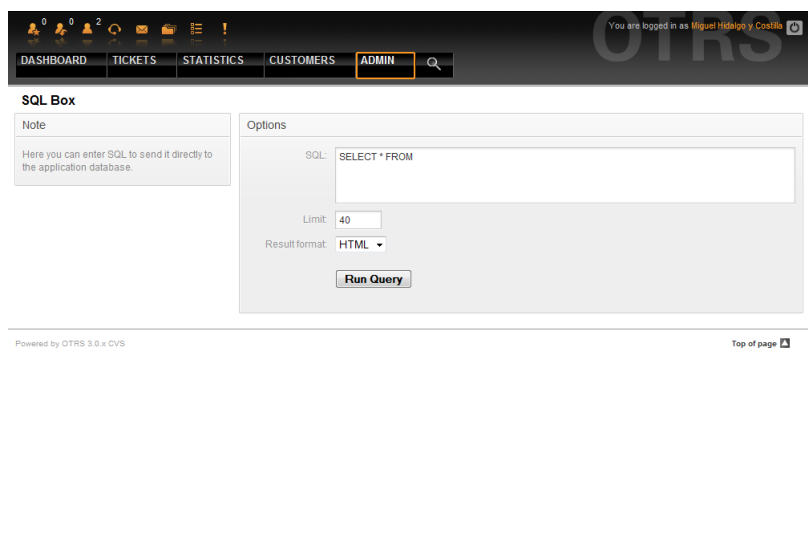 0 0 2
You are logged in as Miguel Hidalgo y Costilla
OTRS
DASHBOARD TICKETS STATISTICS CUSTOMERS ADMIN
SQL Box
Note
Here you can enter SQL to send it directly to
the application database.
Options
SQL: SELECT * FROM
Limit: 40
Result format: HTML
Run Query
Powered by OTRS 3.0.x CVS
Top of page